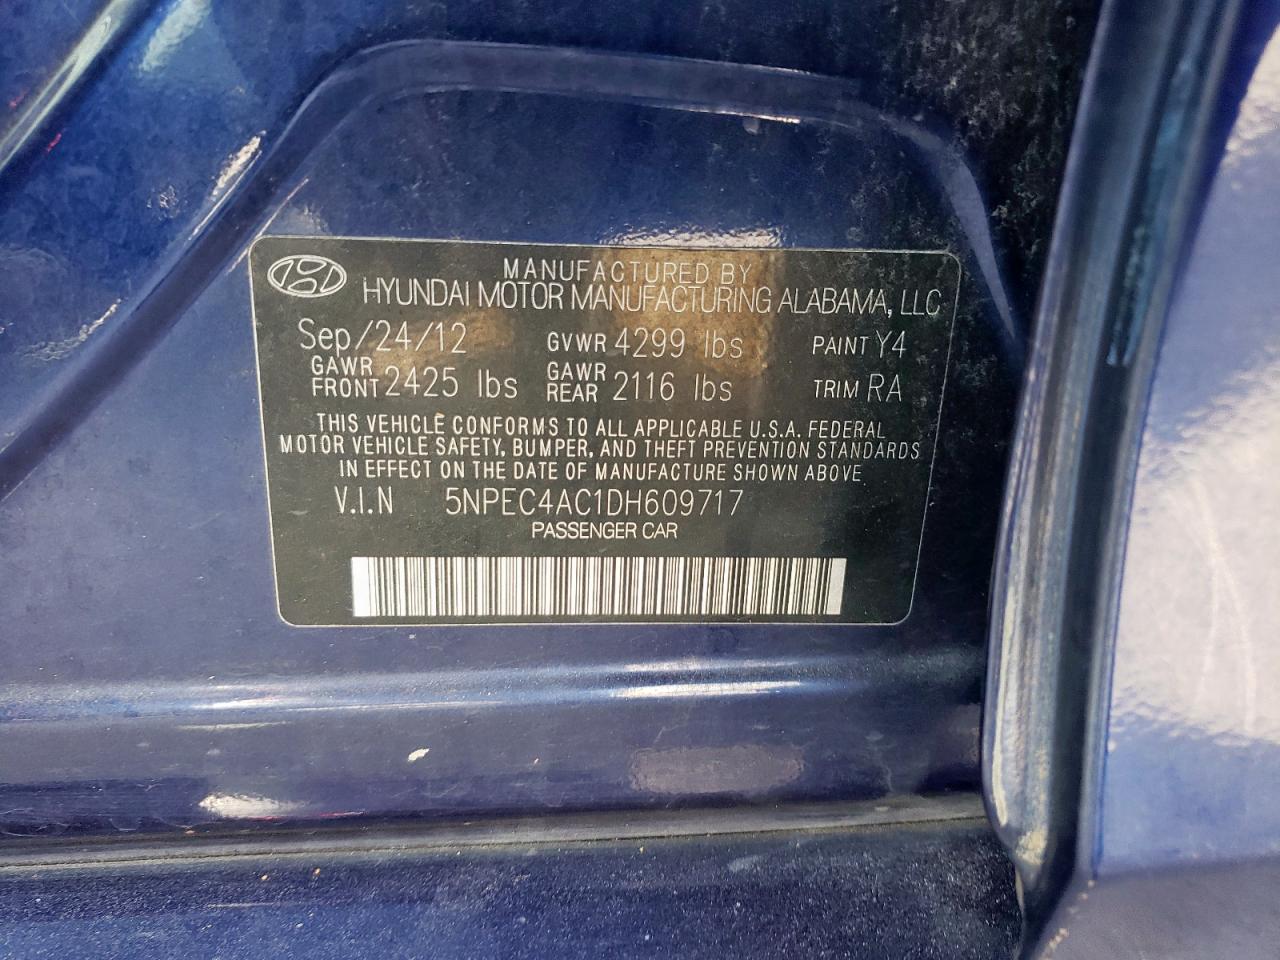 MANUFACTURED BY
HYUNDAI MOTOR MANUFACTURING ALABAMA, LLC
Sep/24/12 GVWR 4299 lbs PAINT Y4
GAWR FRONT 2425 lbs GAWR REAR 2116 lbs TRIM RA
THIS VEHICLE CONFORMS TO ALL APPLICABLE U.S.A. FEDERAL
MOTOR VEHICLE SAFETY, BUMPER, AND THEFT PREVENTION STANDARDS
IN EFFECT ON THE DATE OF MANUFACTURE SHOWN ABOVE
V.I.N 5NPEC4AC1DH609717
PASSENGER CAR